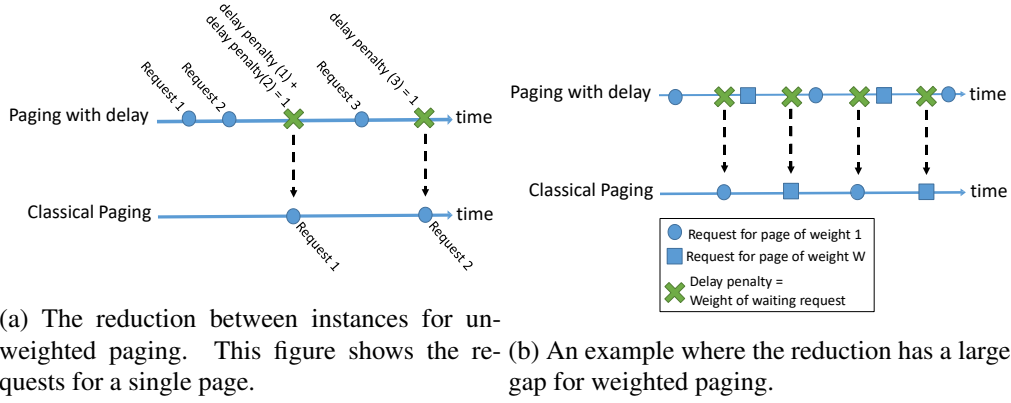 delay penalty (1) +
delay penalty(2) = 1
delay penalty (3) = 1
Request 1
Request 2
Request 3
Paging with delay
time
Classical Paging
time
Request 1
Request 2
(a) The reduction between instances for un-
weighted paging. This figure shows the re-
quests for a single page.
Paging with delay
time
Classical Paging
time
Request for page of weight 1
Request for page of weight W
Delay penalty =
Weight of waiting request
(b) An example where the reduction has a large
gap for weighted paging.